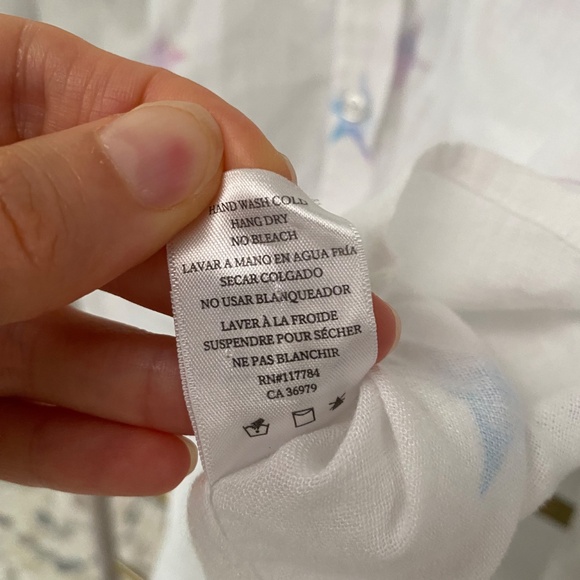 HAND WASH COLD
HANG DRY
NO BLEACH
LAVAR A MANO EN AGUA FRÍA
SECAR COLGADO
NO USAR BLANQUEADOR
LAVER À LA FROIDE
SUSPENDRE POUR SÉCHER
NE PAS BLANCHIR
RN#117784
CA 36979